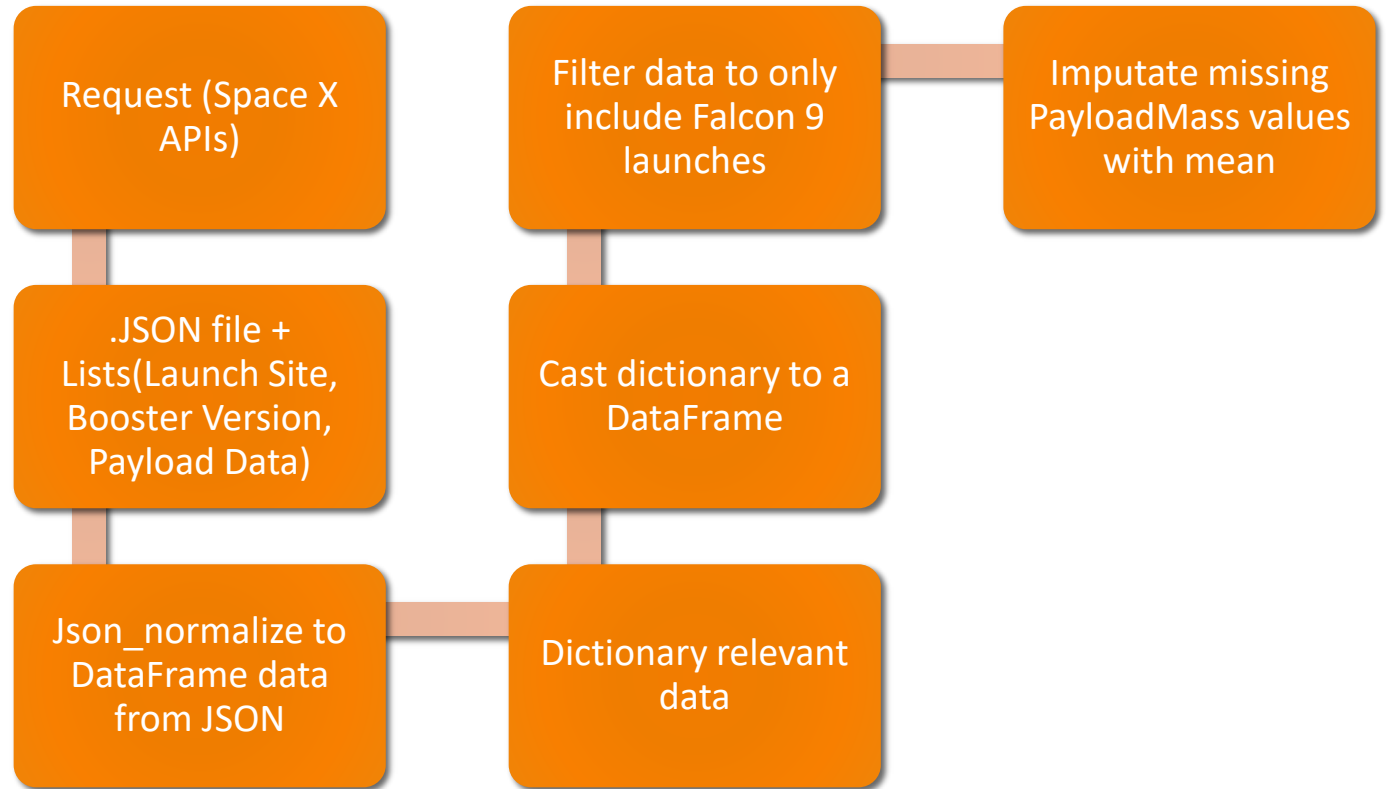 Request (Space X
APIs)
.JSON file +
Lists(Launch Site,
Booster Version,
Payload Data)
Json_normalize to
DataFrame data
from JSON
Dictionary relevant
data
Cast dictionary to a
DataFrame
Filter data to only
include Falcon 9
launches
Imputate missing
PayloadMass values
with mean